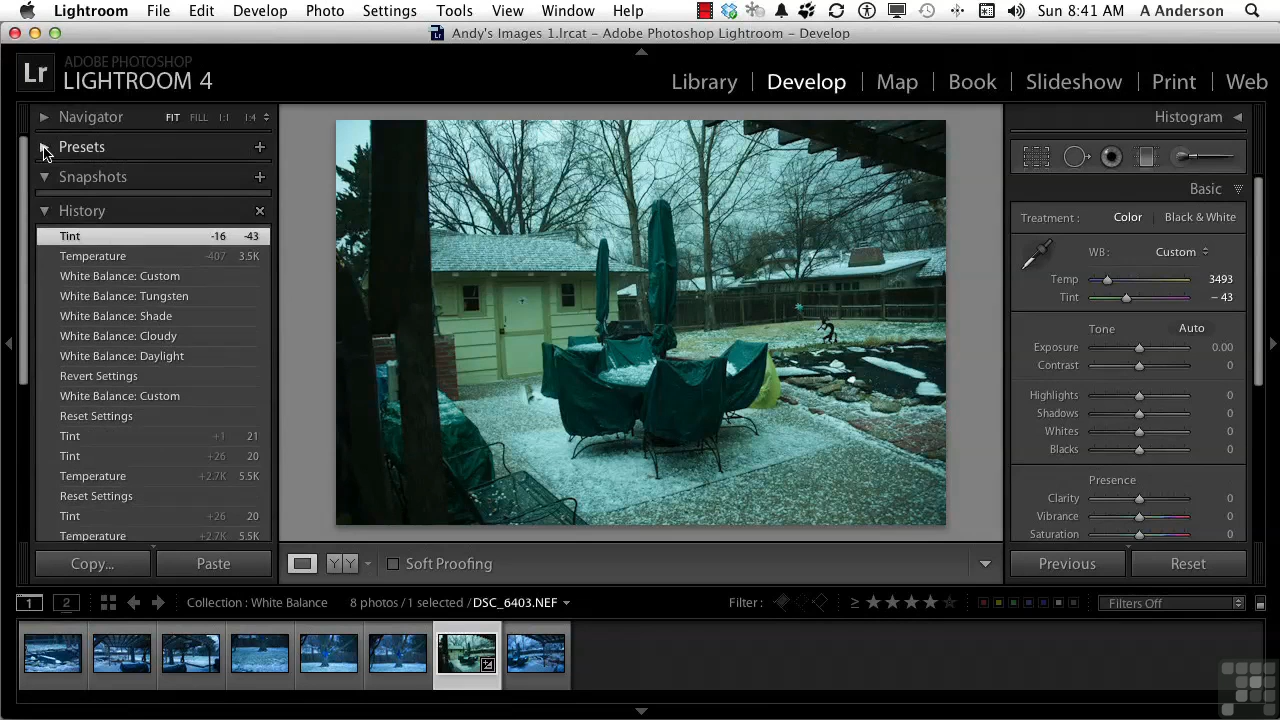 Lightroom File Edit Develop Photo Settings Tools View Window Help Sun 8:41 AM A Anderson
Andy's Images 1.lrcat - Adobe Photoshop Lightroom - Develop
Lr ADOBE PHOTOSHOP
LIGHTROOM 4
Library | Develop | Map | Book | Slideshow | Print | Web
Navigator FIT FILL 1:1 1:4
Presets +
Snapshots +
History ×
Tint -16 -43
Temperature -407 3.5K
White Balance: Custom
White Balance: Tungsten
White Balance: Shade
White Balance: Cloudy
White Balance: Daylight
Revert Settings
White Balance: Custom
Reset Settings
Tint +1 21
Tint +26 20
Temperature +2.7K 5.5K
Reset Settings
Tint +26 20
Temperature +2.7K 5.5K
Copy... Paste
YY Soft Proofing
Histogram
Basic
Treatment : Color Black & White
WB: Custom
Temp 3493
Tint – 43
Tone Auto
Exposure 0.00
Contrast 0
Highlights 0
Shadows 0
Whites 0
Blacks 0
Presence
Clarity 0
Vibrance 0
Saturation 0
Previous Reset
1 2 Collection : White Balance 8 photos / 1 selected / DSC_6403.NEF Filter : ≥ ★★★★★ Filters Off